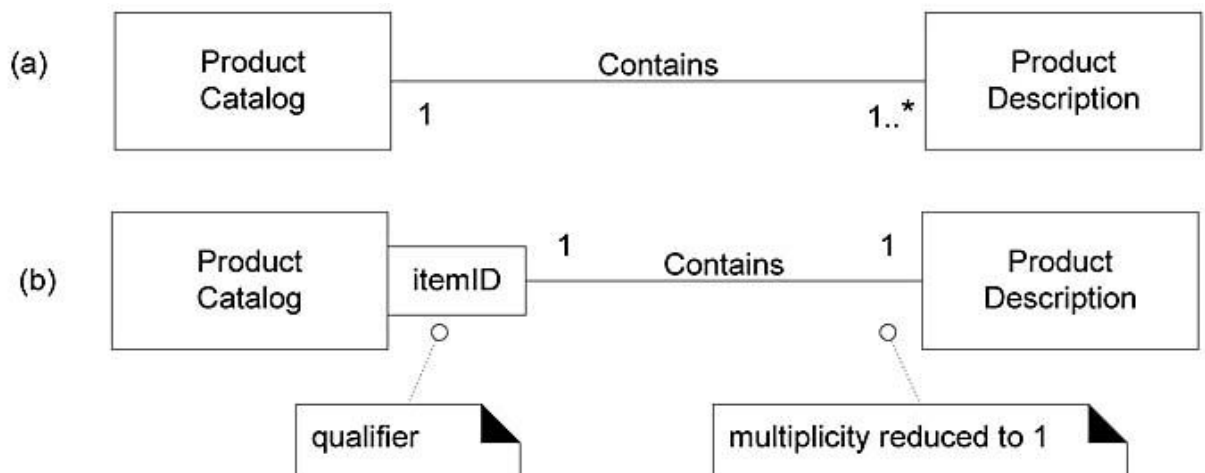 (a)
Product
Catalog
Contains
1
1..*
Product
Description
(b)
Product
Catalog
itemID
1
Contains
1
Product
Description
qualifier
multiplicity reduced to 1